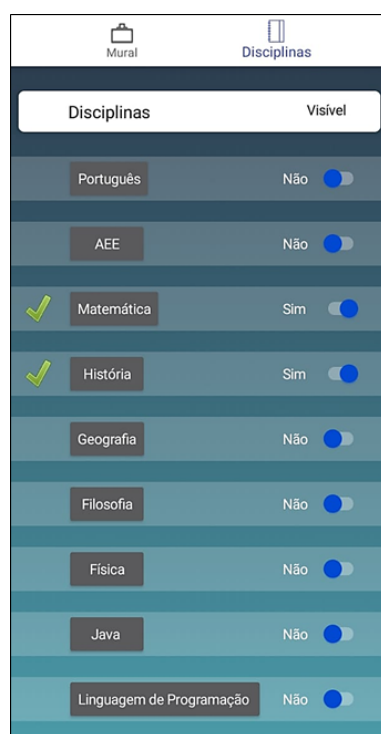 Mural Disciplinas
Disciplinas Visível
Português Não
AEE Não
Matemática Sim
História Sim
Geografia Não
Filosofia Não
Física Não
Java Não
Linguagem de Programação Não